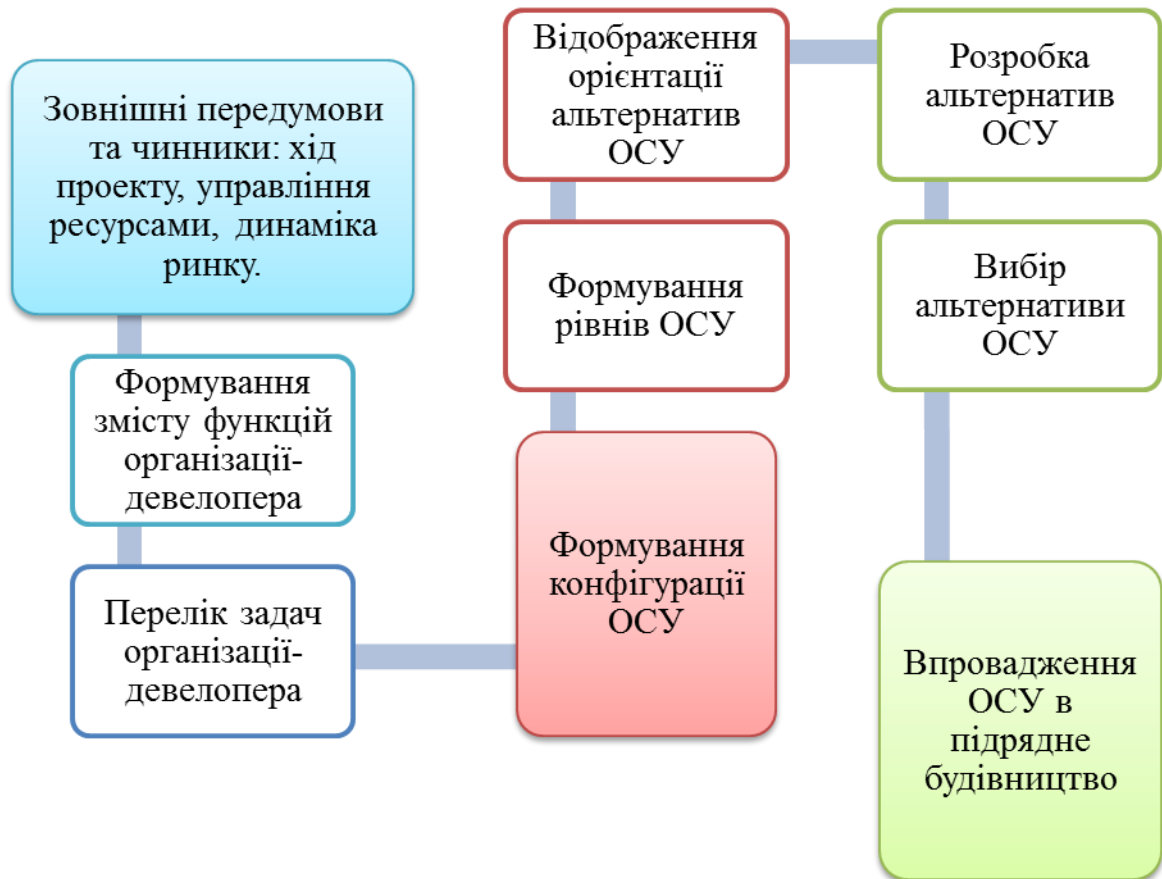 Зовнішні передумови
та чинники: хід
проекту, управління
ресурсами, динаміка
ринку.
Формування
змісту функцій
організації-
девелопера
Перелік задач
організації-
девелопера
Формування
конфігурації
ОСУ
Формування
рівнів ОСУ
Відображення
орієнтації
альтернатив
ОСУ
Розробка
альтернатив
ОСУ
Вибір
альтернативи
ОСУ
Впровадження
ОСУ в
підрядне
будівництво